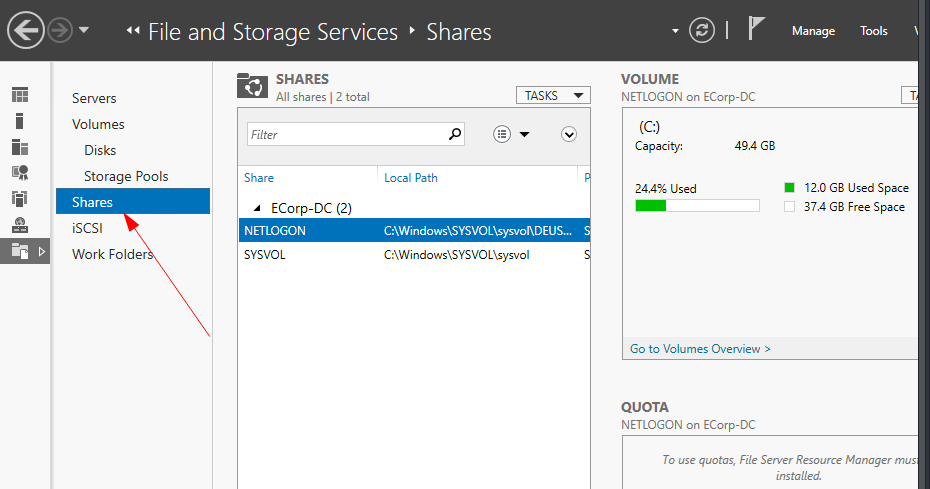 File and Storage Services Shares
Manage Tools
Servers
Volumes
Disks
Storage Pools
Shares
iSCSI
Work Folders
SHARES
All shares | 2 total
TASKS
Filter
Share Local Path
ECorp-DC (2)
NETLOGON C:\Windows\SYSVOL\sysvol\DEUS...
SYSVOL C:\Windows\SYSVOL\sysvol
VOLUME
NETLOGON on ECorp-DC
(C:)
Capacity: 49.4 GB
24.4% Used
12.0 GB Used Space
37.4 GB Free Space
Go to Volumes Overview >
QUOTA
NETLOGON on ECorp-DC
To use quotas, File Server Resource Manager must
installed.